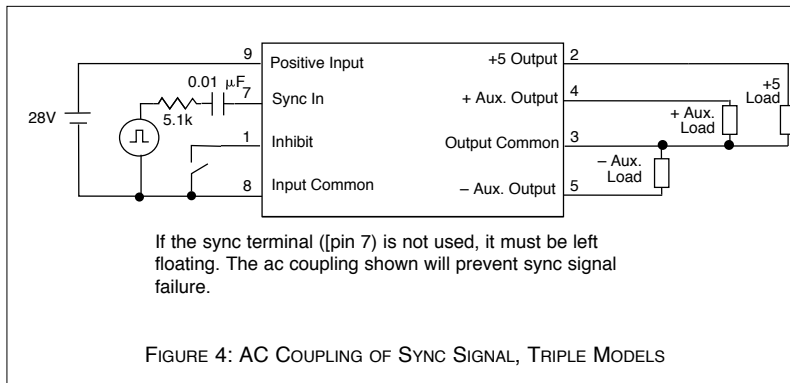 9
Positive Input
+5 Output
2
0.01 µF
7
Sync In
+ Aux. Output
4
+5
Load
28V
5.1k
+ Aux.
Load
1
Inhibit
Output Common
3
– Aux.
Load
8
Input Common
– Aux. Output
5
If the sync terminal ([pin 7) is not used, it must be left
floating. The ac coupling shown will prevent sync signal
failure.
FIGURE 4: AC COUPLING OF SYNC SIGNAL, TRIPLE MODELS